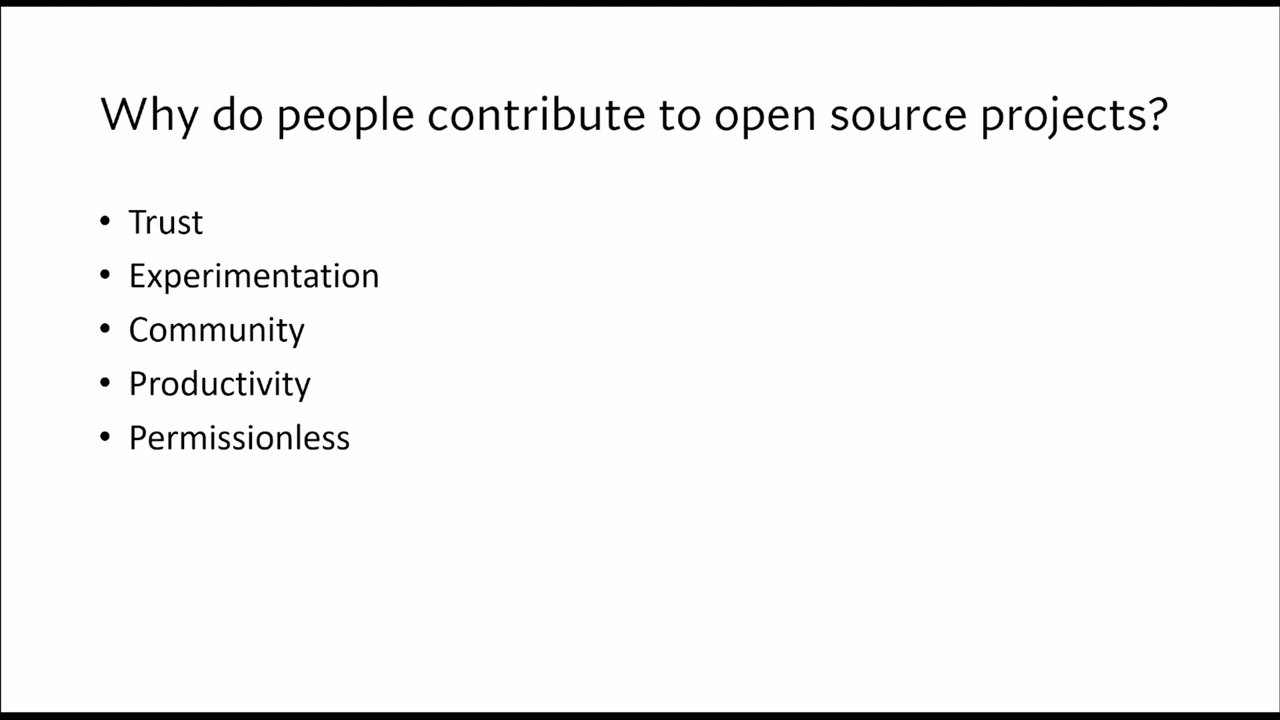 Why do people contribute to open source projects?
• Trust
• Experimentation
• Community
• Productivity
• Permissionless